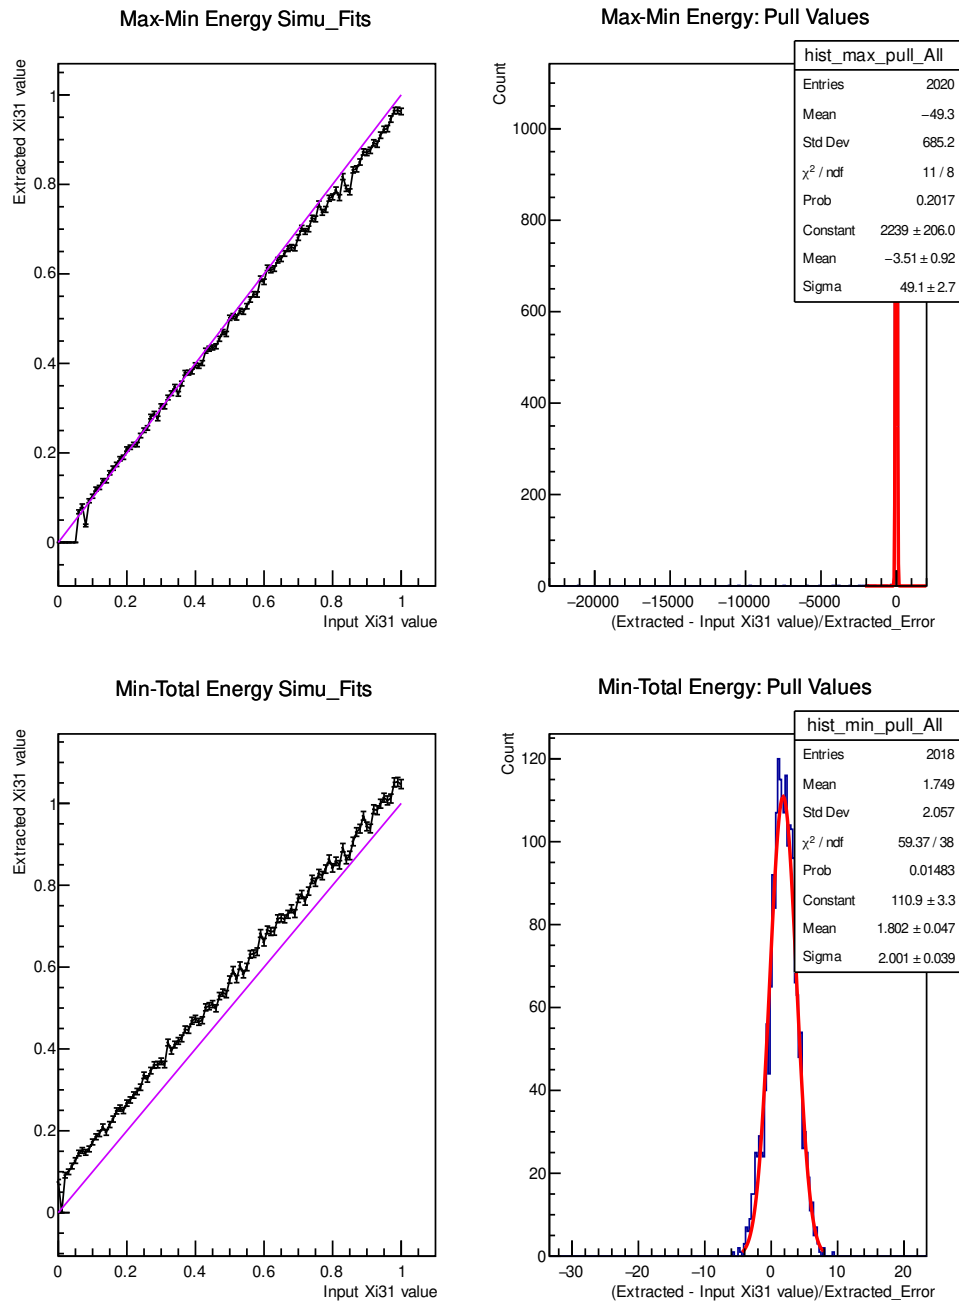 Max-Min Energy Simu_Fits
Extracted Xi31 value
1
0.8
0.6
0.4
0.2
0
0 0.2 0.4 0.6 0.8 1
Input Xi31 value
Max-Min Energy: Pull Values
Count
1000
800
600
400
200
0
−20000 −15000 −10000 −5000 0
(Extracted - Input Xi31 value)/Extracted_Error
hist_max_pull_All
Entries 2020
Mean −49.3
Std Dev 685.2
χ² / ndf 11 / 8
Prob 0.2017
Constant 2239 ± 206.0
Mean −3.51 ± 0.92
Sigma 49.1 ± 2.7
Min-Total Energy Simu_Fits
Extracted Xi31 value
1
0.8
0.6
0.4
0.2
0
0 0.2 0.4 0.6 0.8 1
Input Xi31 value
Min-Total Energy: Pull Values
Count
120
100
80
60
40
20
0
−30 −20 −10 0 10 20
(Extracted - Input Xi31 value)/Extracted_Error
hist_min_pull_All
Entries 2018
Mean 1.749
Std Dev 2.057
χ² / ndf 59.37 / 38
Prob 0.01483
Constant 110.9 ± 3.3
Mean 1.802 ± 0.047
Sigma 2.001 ± 0.039